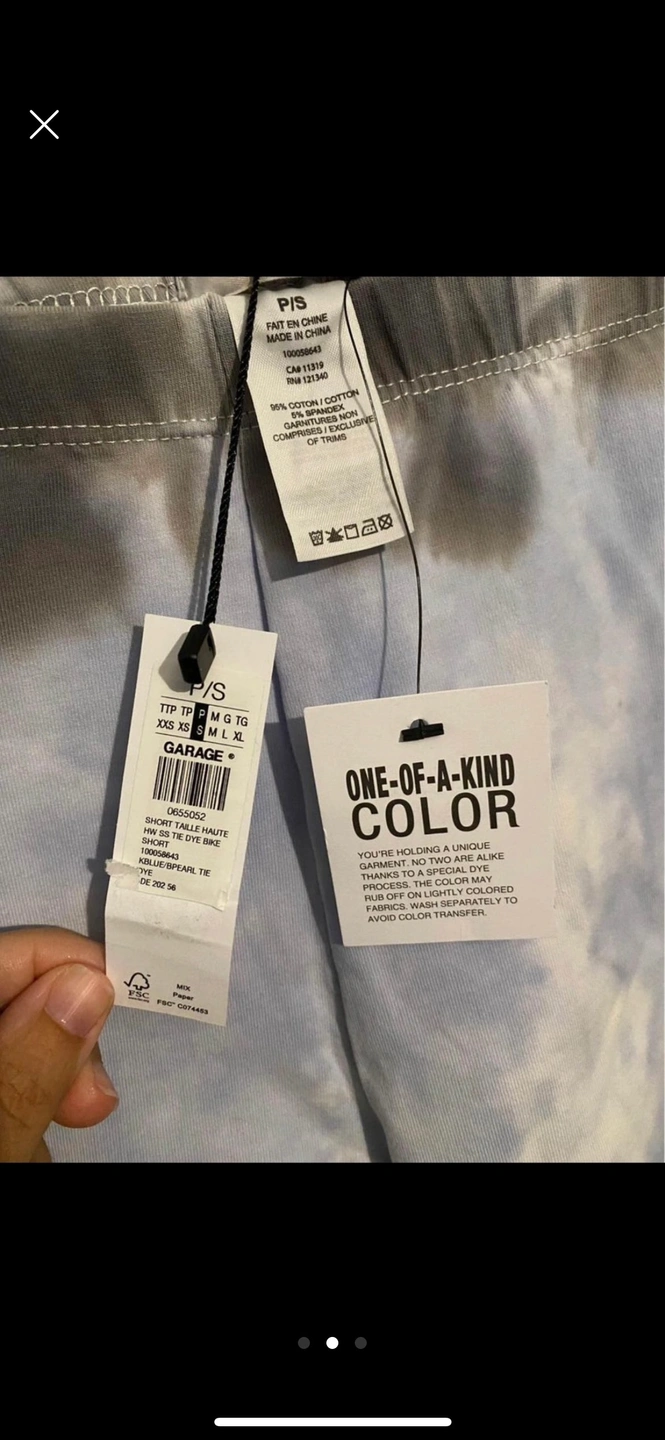 P/S
FAIT EN CHINE
MADE IN CHINA
100058643
CA# 11319
RN# 121340
95% COTON / COTTON
5% SPANDEX
GARNITURES NON
COMPRISES / EXCLUSIVE
OF TRIMS
P/S
TTP TP P M G TG
XXS XS S M L XL
GARAGE
0655052
SHORT TAILLE HAUTE
HW SS TIE DYE BIKE
SHORT
100058643
KBLUE/BPEARL TIE
DYE
DE 202 56
FSC
MIX
Paper
FSC® C074453
ONE-OF-A-KIND
COLOR
YOU'RE HOLDING A UNIQUE
GARMENT. NO TWO ARE ALIKE
THANKS TO A SPECIAL DYE
PROCESS. THE COLOR MAY
RUB OFF ON LIGHTLY COLORED
FABRICS. WASH SEPARATELY TO
AVOID COLOR TRANSFER.